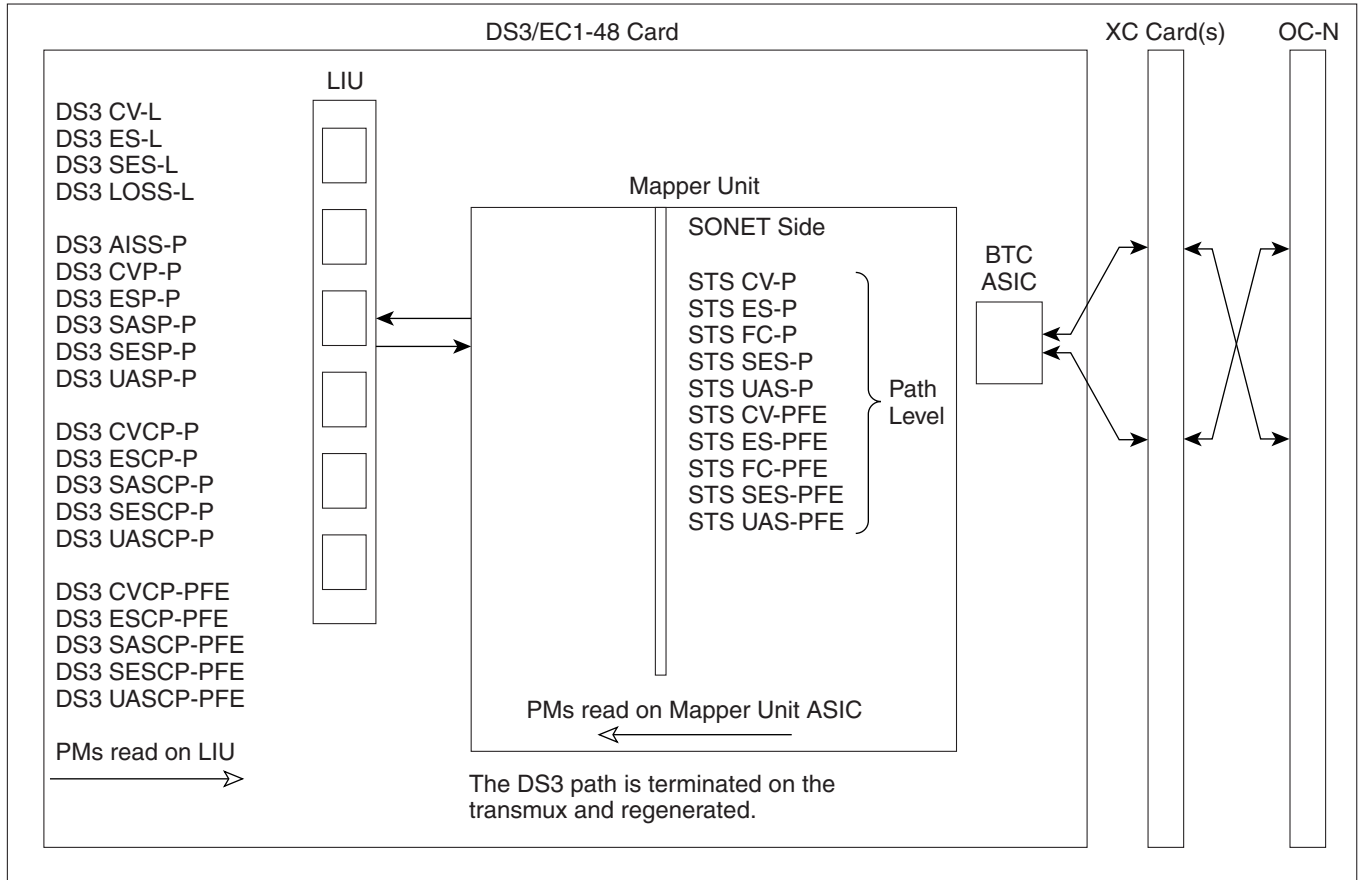 DS3/EC1-48 Card
XC Card(s)
OC-N
LIU
DS3 CV-L
DS3 ES-L
DS3 SES-L
DS3 LOSS-L
DS3 AISS-P
DS3 CVP-P
DS3 ESP-P
DS3 SASP-P
DS3 SESP-P
DS3 UASP-P
DS3 CVCP-P
DS3 ESCP-P
DS3 SASCP-P
DS3 SESCP-P
DS3 UASCP-P
DS3 CVCP-PFE
DS3 ESCP-PFE
DS3 SASCP-PFE
DS3 SESCP-PFE
DS3 UASCP-PFE
PMs read on LIU
Mapper Unit
SONET Side
STS CV-P
STS ES-P
STS FC-P
STS SES-P
STS UAS-P
STS CV-PFE
STS ES-PFE
STS FC-PFE
STS SES-PFE
STS UAS-PFE
Path
Level
PMs read on Mapper Unit ASIC
The DS3 path is terminated on the
transmux and regenerated.
BTC
ASIC